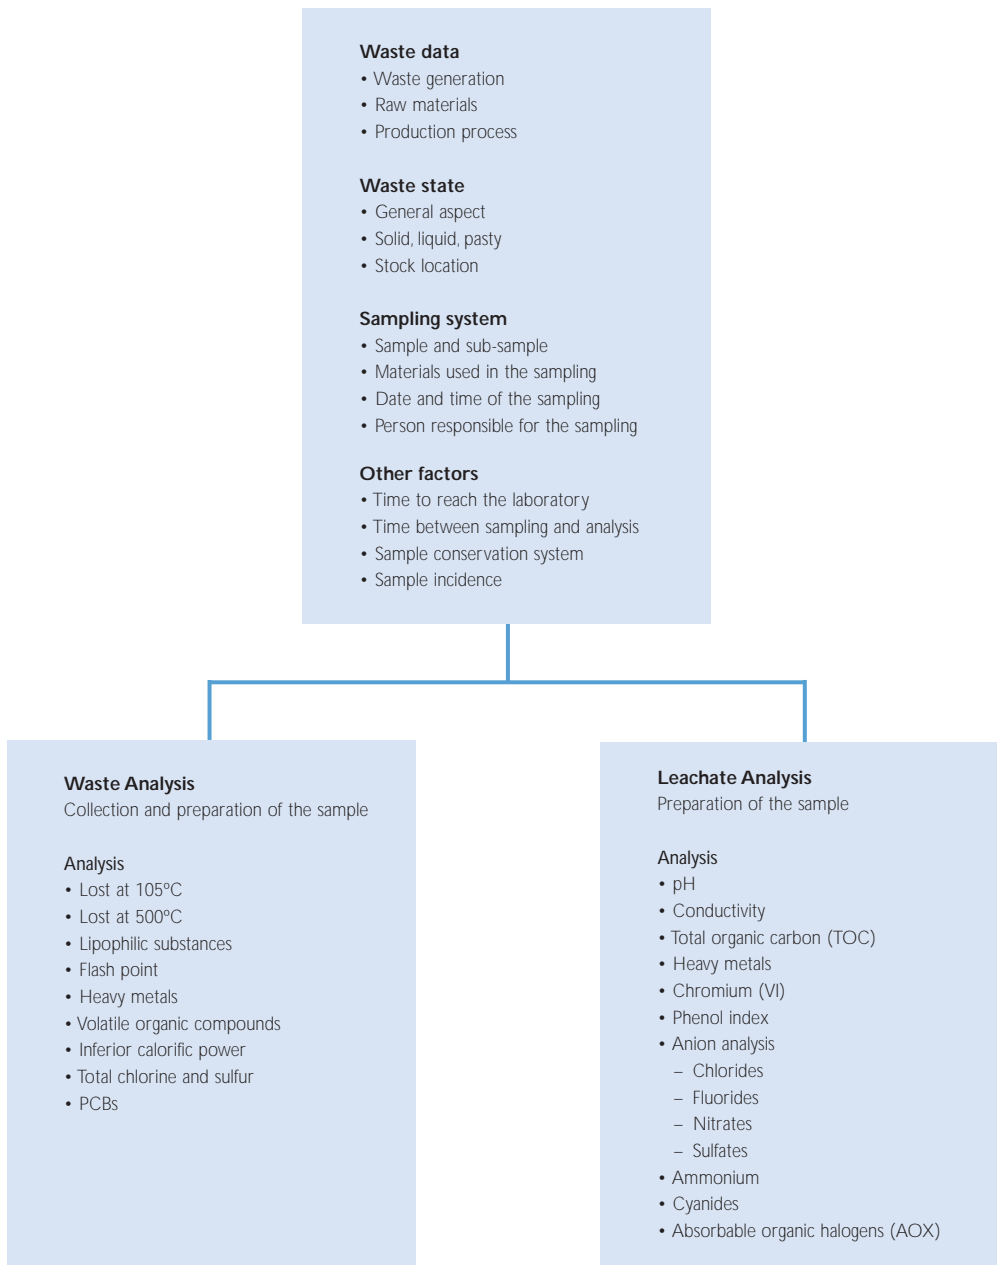 Waste data
• Waste generation
• Raw materials
• Production process
Waste state
• General aspect
• Solid, liquid, pasty
• Stock location
Sampling system
• Sample and sub-sample
• Materials used in the sampling
• Date and time of the sampling
• Person responsible for the sampling
Other factors
• Time to reach the laboratory
• Time between sampling and analysis
• Sample conservation system
• Sample incidence
Waste Analysis
Collection and preparation of the sample
Analysis
• Lost at 105ºC
• Lost at 500ºC
• Lipophilic substances
• Flash point
• Heavy metals
• Volatile organic compounds
• Inferior calorific power
• Total chlorine and sulfur
• PCBs
Leachate Analysis
Preparation of the sample
Analysis
• pH
• Conductivity
• Total organic carbon (TOC)
• Heavy metals
• Chromium (VI)
• Phenol index
• Anion analysis
– Chlorides
– Fluorides
– Nitrates
– Sulfates
• Ammonium
• Cyanides
• Absorbable organic halogens (AOX)